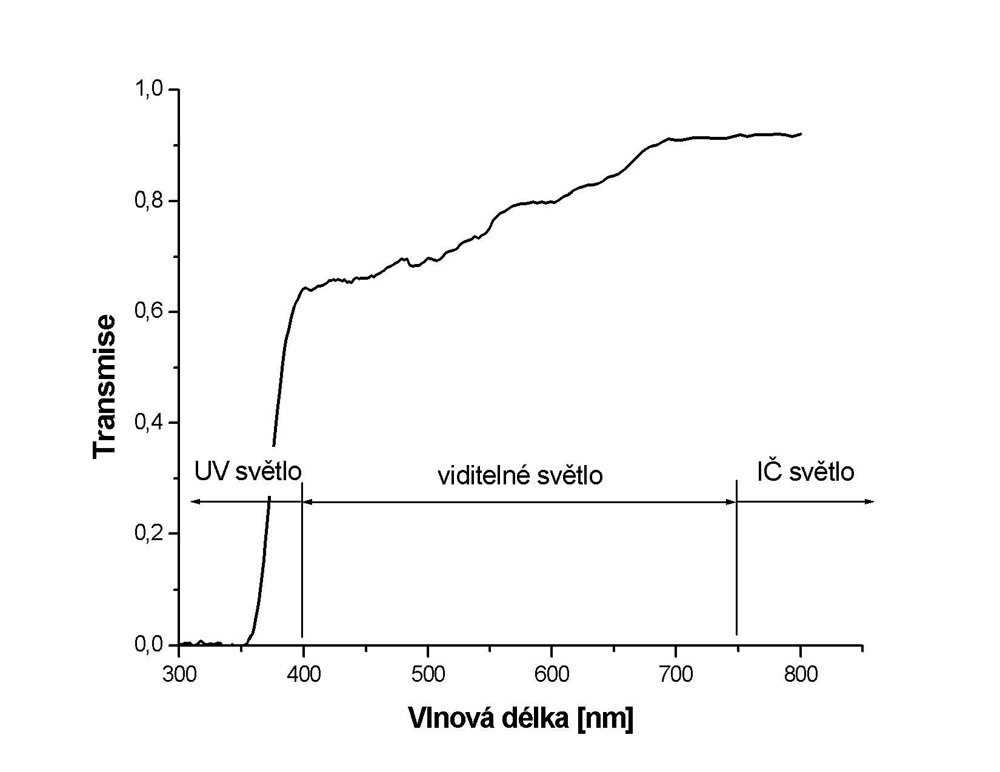 1,0
0,8
0,6
0,4
0,2
0,0
Transmise
UV světlo
viditelné světlo
IČ světlo
300
400
500
600
700
800
Vlnová délka [nm]